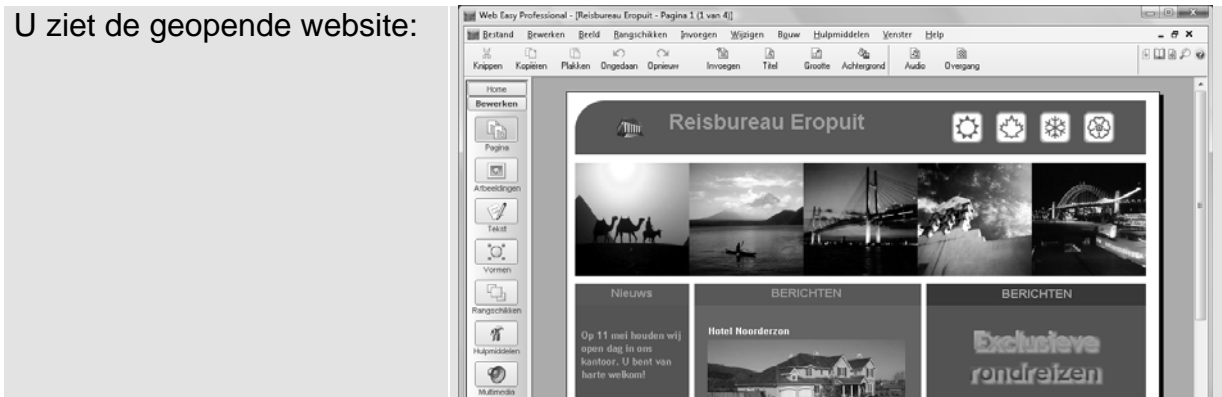 U ziet de geopende website:
Web Easy Professional - [Reisbureau Eropuit - Pagina 1 (1 van 4)]
Bestand Bewerken Beeld Rangschikken Invoegen Wijzigen Bouw Hulpmiddelen Venster Help
Knippen Kopiëren Plakken Ongedaan Opnieuw Invoegen Titel Grootte Achtergrond Audio Overgang
Home
Bewerken
Pagina
Afbeeldingen
Tekst
Vormen
Rangschikken
Hulpmiddelen
Multimedia
Reisbureau Eropuit
Nieuws
Op 11 mei houden wij
open dag in ons
kantoor. U bent van
harte welkom!
BERICHTEN
Hotel Noorderzon
BERICHTEN
Exclusieve
rondreizen